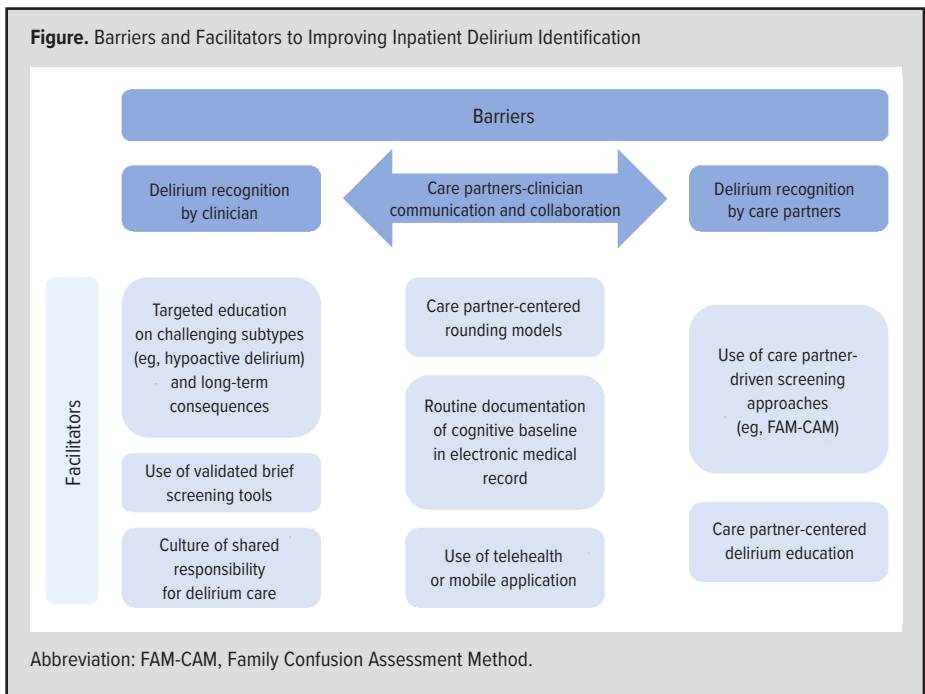 Figure. Barriers and Facilitators to Improving Inpatient Delirium Identification
Barriers
Delirium recognition
by clinician
Care partners-clinician
communication and collaboration
Delirium recognition
by care partners
Facilitators
Targeted education
on challenging subtypes
(eg, hypoactive delirium)
and long-term
consequences
Use of validated brief
screening tools
Culture of shared
responsibility
for delirium care
Care partner-centered
rounding models
Routine documentation
of cognitive baseline
in electronic medical
record
Use of telehealth
or mobile application
Use of care partner-
driven screening
approaches
(eg, FAM-CAM)
Care partner-centered
delirium education
Abbreviation: FAM-CAM, Family Confusion Assessment Method.